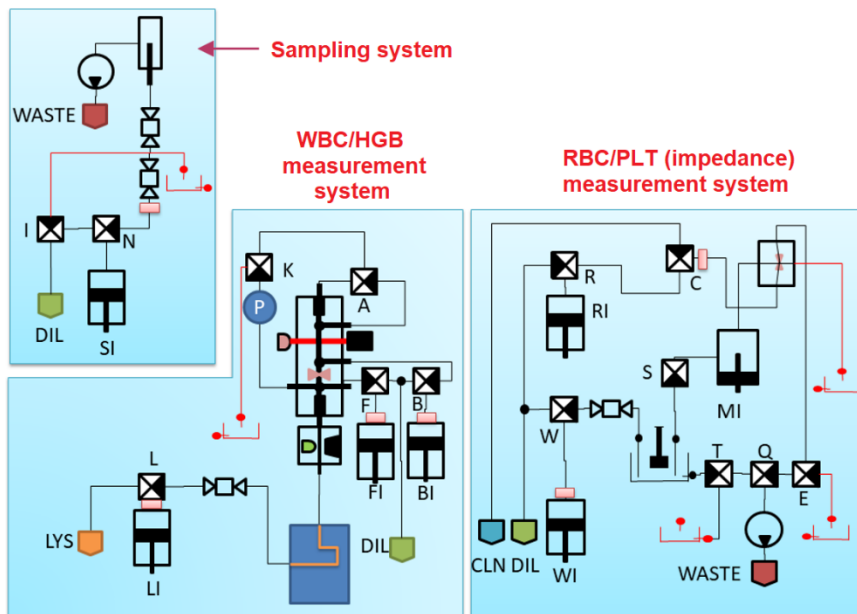 Sampling system
WASTE
I
N
DIL
SI
WBC/HGB
measurement
system
K
A
P
F
B
FI
BI
L
LYS
LI
DIL
RBC/PLT (impedance)
measurement system
R
C
RI
S
MI
W
T
Q
E
CLN
DIL
WI
WASTE